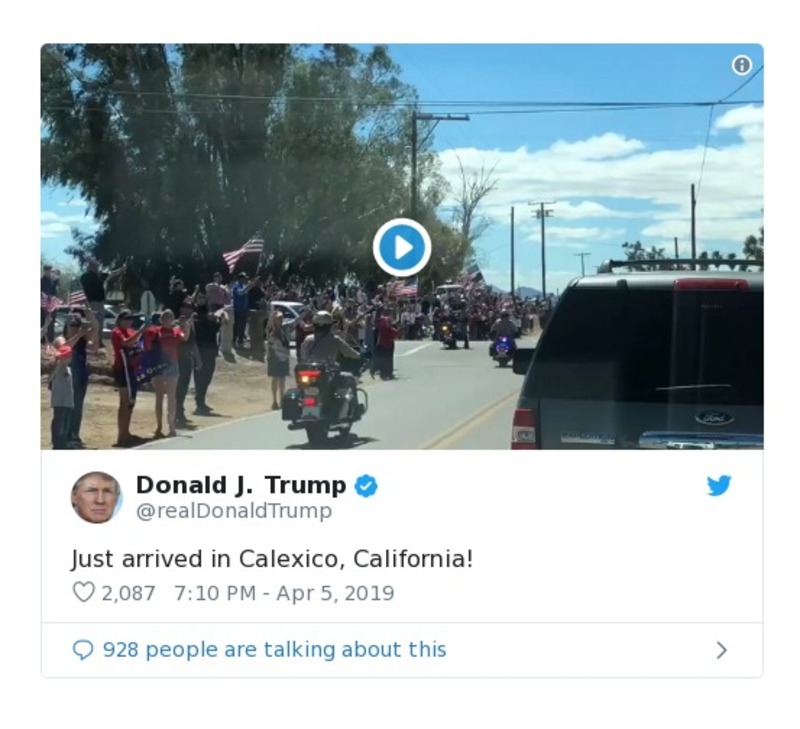 Ford
Donald J. Trump
@realDonaldTrump
Just arrived in Calexico, California!
2,087 7:10 PM - Apr 5, 2019
928 people are talking about this